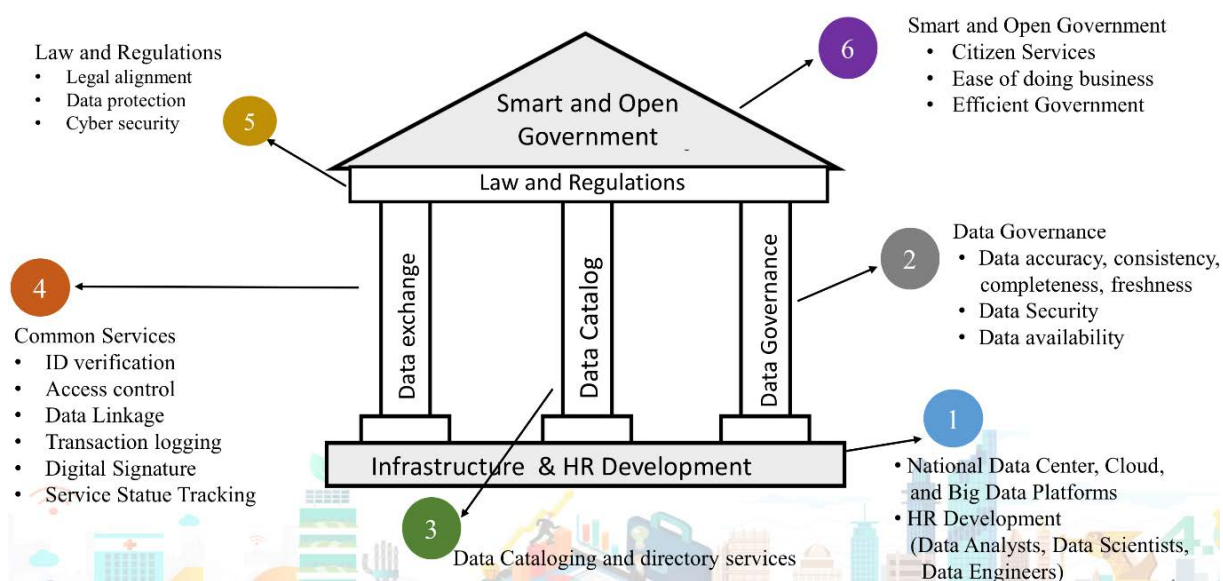 Law and Regulations
• Legal alignment
• Data protection
• Cyber security
5
6
Smart and Open Government
• Citizen Services
• Ease of doing business
• Efficient Government
Smart and Open
Government
Law and Regulations
Data exchange
Data Catalog
Data Governance
4
Common Services
• ID verification
• Access control
• Data Linkage
• Transaction logging
• Digital Signature
• Service Statue Tracking
2
Data Governance
• Data accuracy, consistency,
completeness, freshness
• Data Security
• Data availability
Infrastructure & HR Development
1
• National Data Center, Cloud,
and Big Data Platforms
• HR Development
(Data Analysts, Data Scientists,
Data Engineers)
3
Data Cataloging and directory services
4.